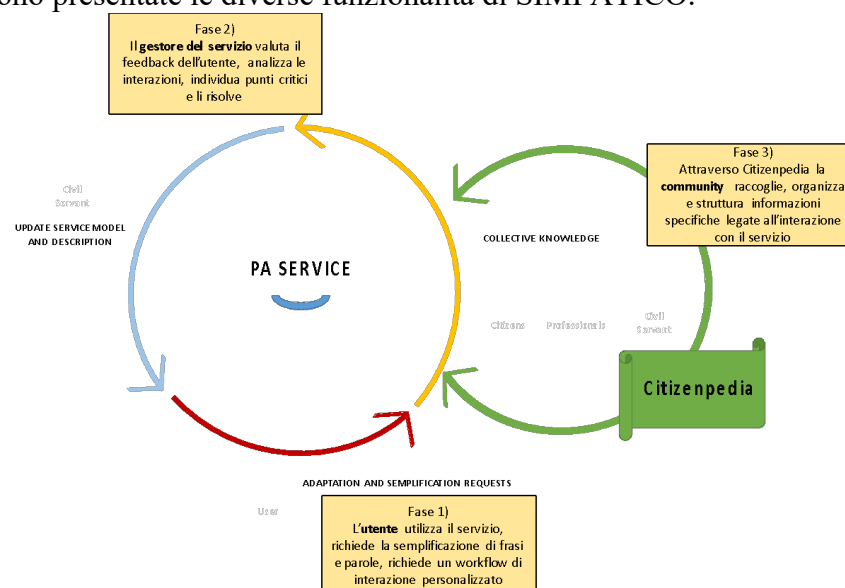 ono presentate le diverse funzionalità di SIMPATICO:
Fase 2)
Il gestore del servizio valuta il
feedback dell'utente, analizza le
interazioni, individua punti critici
e li risolve
Fase 3)
Attraverso Citizenpedia la
community raccoglie, organizza
e struttura informazioni
specifiche legate all'interazione
con il servizio
Civil
Servant
UPDATE SERVICE MODEL
AND DESCRIPTION
COLLECTIVE KNOWLEDGE
PA SERVICE
Citizens
Professionals
Civil
Servant
Citizenpedia
ADAPTATION AND SEMPLIFICATION REQUESTS
User
Fase 1)
L'utente utilizza il servizio,
richiede la semplificazione di frasi
e parole, richiede un workflow di
interazione personalizzato